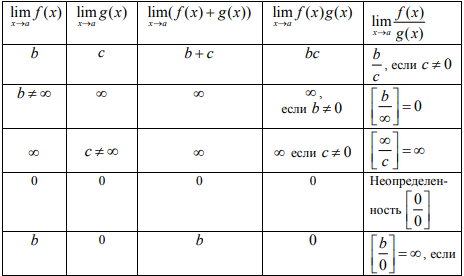 lim x→a f(x) lim x→a g(x) lim x→a (f(x)+g(x)) lim x→a f(x)g(x) lim x→a f(x)/g(x)
b c b+c bc b/c, если c≠0
b≠∞ ∞ ∞ ∞, если b≠0 [b/∞]=0
∞ c≠∞ ∞ ∞ если c≠0 [∞/c]=∞
0 0 0 0 Неопределен-
ность [0/0]
b 0 b 0 [b/0]=∞, если